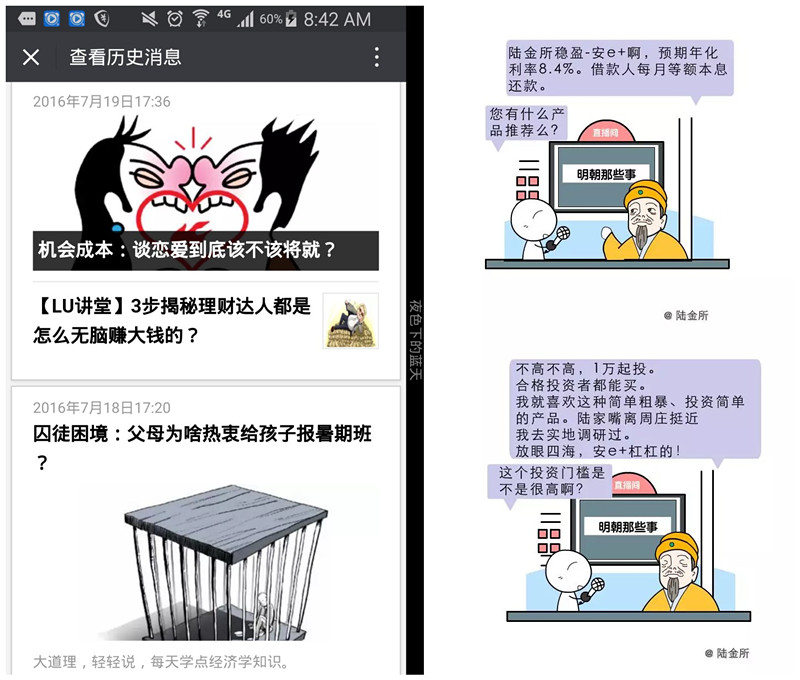 4G 60% 8:42 AM
查看历史消息
2016年7月19日17:36
机会成本：谈恋爱到底该不该将就？
【LU讲堂】3步揭秘理财达人都是
怎么无脑赚大钱的？
2016年7月18日17:20
囚徒困境：父母为啥热衷给孩子报暑期班
？
大道理，轻轻说，每天学点经济学知识。
夜色下的蓝天
陆金所稳盈-安e+啊，预期年化
利率8.4%。借款人每月等额本息
还款。
您有什么产
品推荐么？
直播间
明朝那些事
@ 陆金所
不高不高，1万起投。
合格投资者都能买。
我就喜欢这种简单粗暴、投资简单
的产品。陆家嘴离周庄挺近
我去实地调研过。
放眼四海，安e+杠杠的！
这个投资门槛是
不是很高啊？
直播间
明朝那些事
@ 陆金所